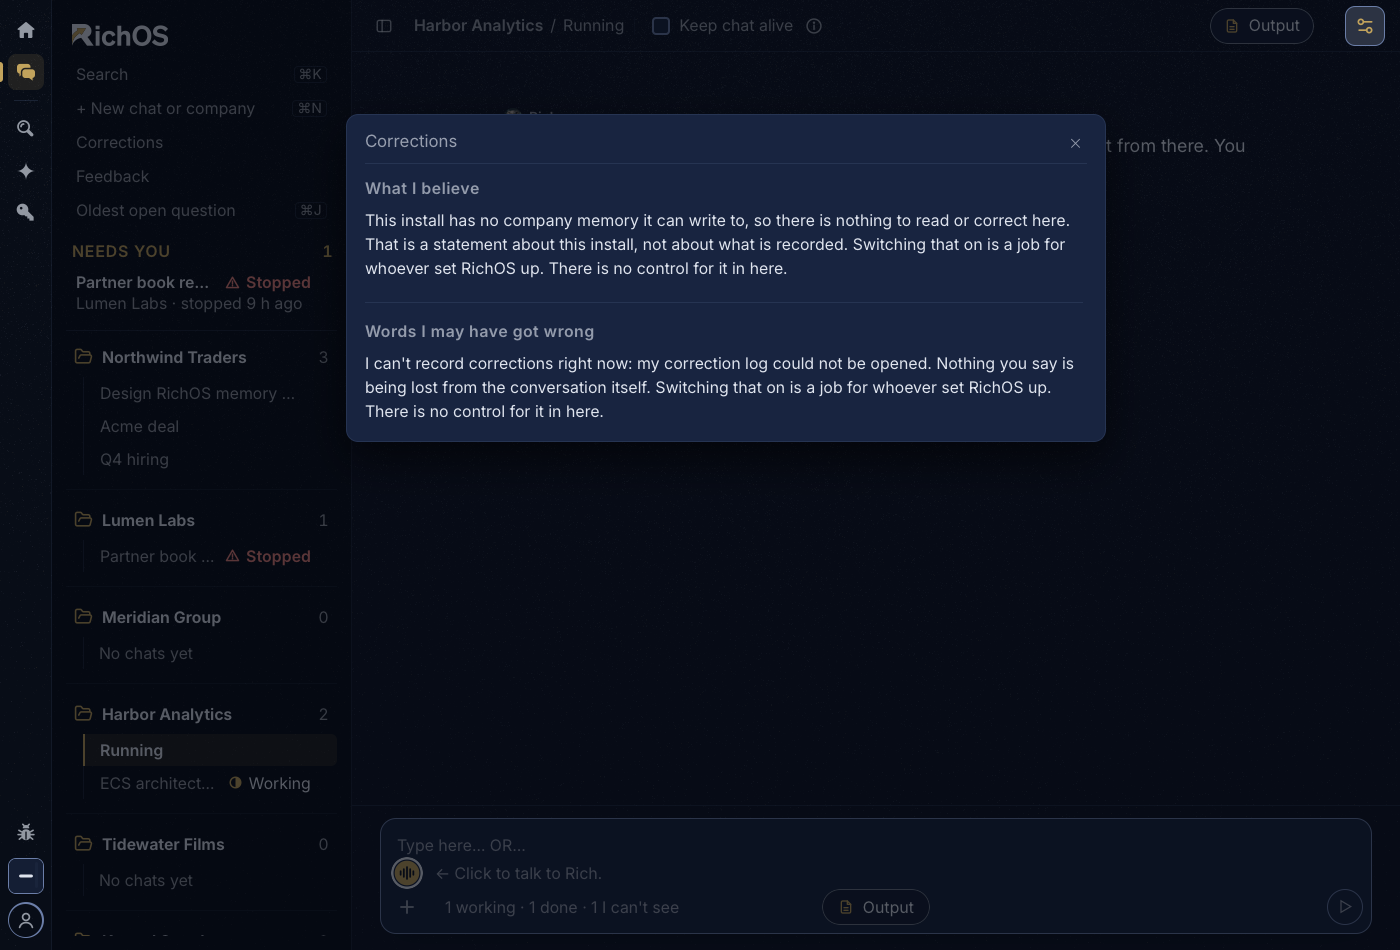 RichOS
Search ⌘K
+ New chat or company ⌘N
Corrections
Feedback
Oldest open question ⌘J
NEEDS YOU 1
Partner book re... Stopped
Lumen Labs · stopped 9 h ago
Northwind Traders 3
Design RichOS memory ...
Acme deal
Q4 hiring
Lumen Labs 1
Partner book ... Stopped
Meridian Group 0
No chats yet
Harbor Analytics 2
Running
ECS architect... Working
Tidewater Films 0
No chats yet
Harbor Analytics / Running
Keep chat alive
Output
t from there. You
Corrections
What I believe
This install has no company memory it can write to, so there is nothing to read or correct here.
That is a statement about this install, not about what is recorded. Switching that on is a job for
whoever set RichOS up. There is no control for it in here.
Words I may have got wrong
I can't record corrections right now: my correction log could not be opened. Nothing you say is
being lost from the conversation itself. Switching that on is a job for whoever set RichOS up.
There is no control for it in here.
Type here... OR...
← Click to talk to Rich.
1 working · 1 done · 1 I can't see
Output